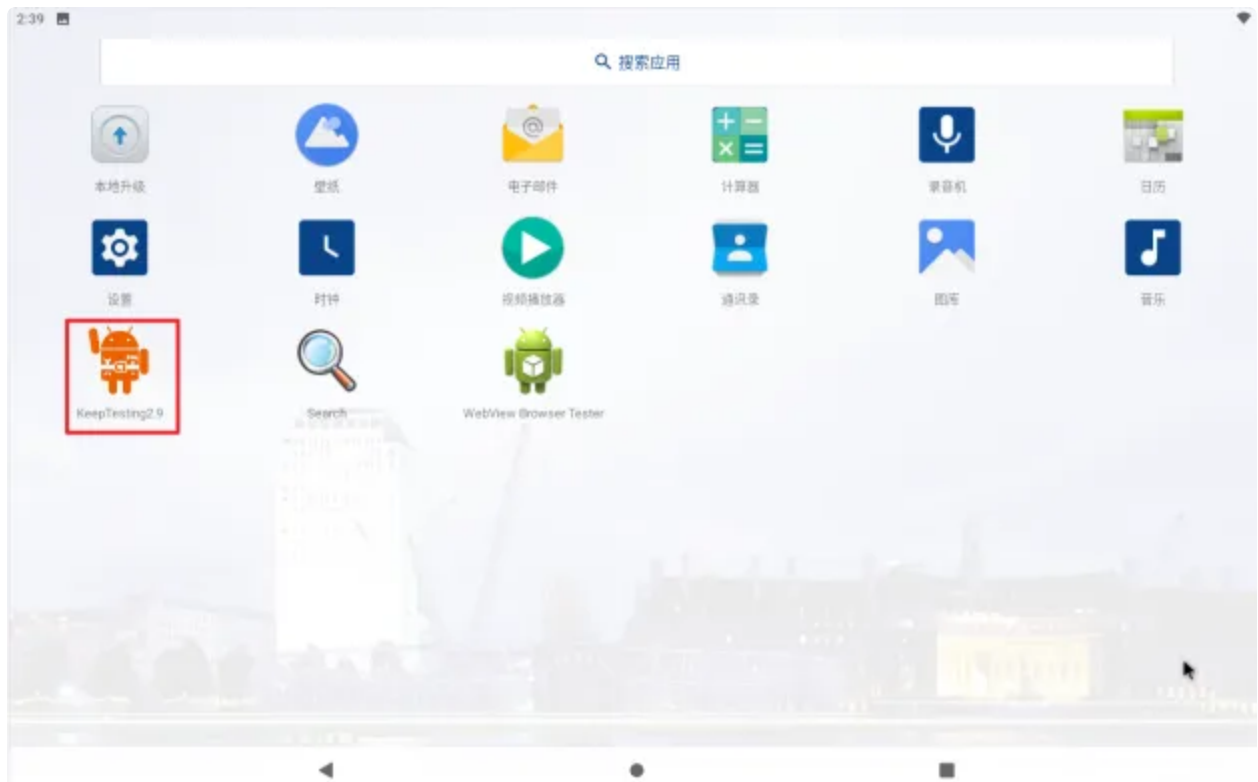 2:39
搜索应用
本地升级 壁纸 电子邮件 计算器 录音机 日历
设置 时钟 视频播放器 通讯录 图库 音乐
KeepTesting2.9 Search WebView Browser Tester